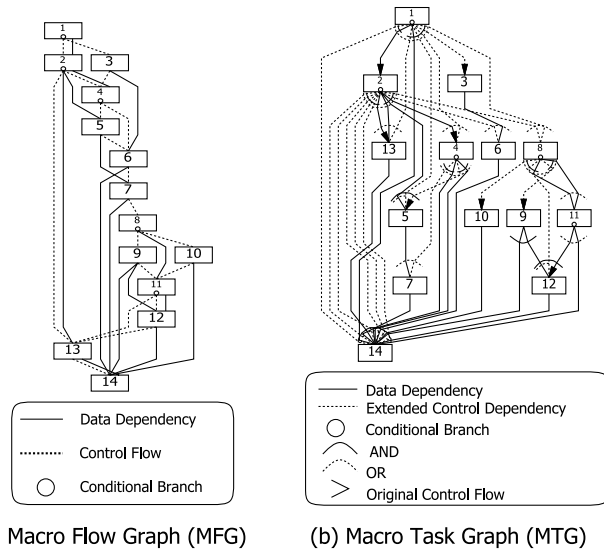 1
2
3
4
5
6
7
8
9
10
11
12
13
14
Data Dependency
Control Flow
Conditional Branch
Macro Flow Graph (MFG)
1
2
3
13
4
6
8
5
10
9
11
7
12
14
Data Dependency
Extended Control Dependency
Conditional Branch
AND
OR
Original Control Flow
(b) Macro Task Graph (MTG)